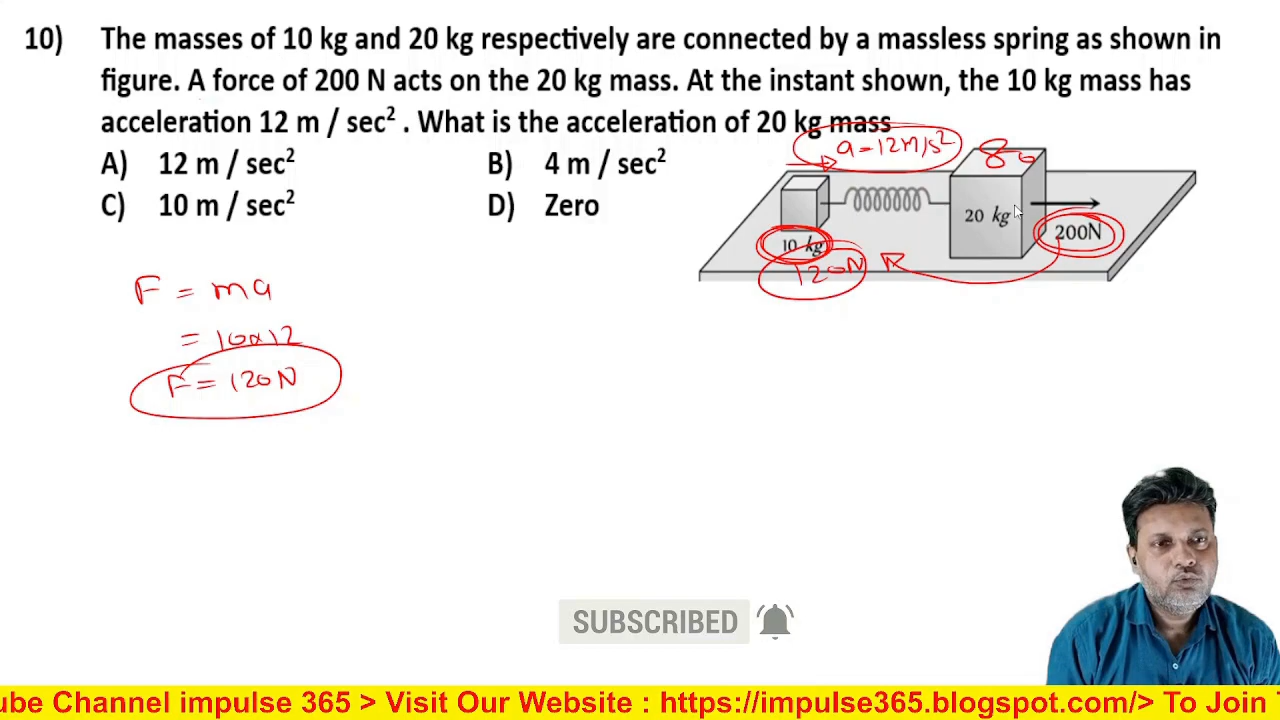 10) The masses of 10 kg and 20 kg respectively are connected by a massless spring as shown in
figure. A force of 200 N acts on the 20 kg mass. At the instant shown, the 10 kg mass has
acceleration 12 m / sec² . What is the acceleration of 20 kg mass
A) 12 m / sec² B) 4 m / sec²
C) 10 m / sec² D) Zero
a = 12 m/s²
80
20 kg
200N
10 kg
120N
F = ma
= 10×12
F = 120N
SUBSCRIBED
ube Channel impulse 365 > Visit Our Website : https://impulse365.blogspot.com/> To Join